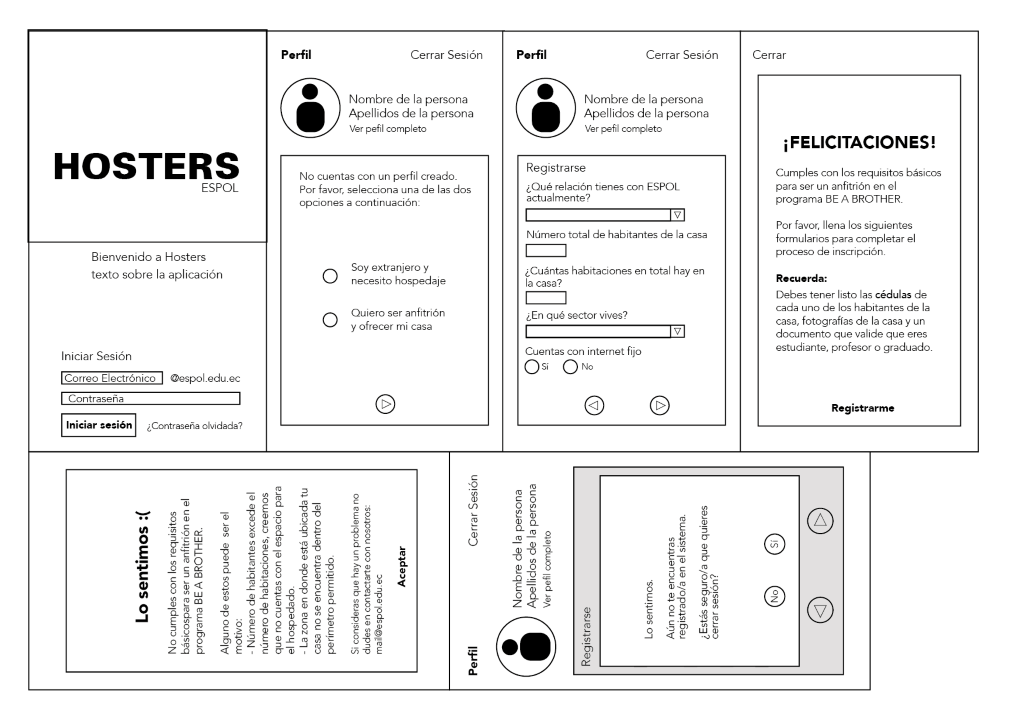 HOSTERS
ESPOL
Bienvenido a Hosters
texto sobre la aplicación
Iniciar Sesión
Correo Electrónico @espol.edu.ec
Contraseña
Iniciar sesión ¿Contraseña olvidada?
Perfil Cerrar Sesión
Nombre de la persona
Apellidos de la persona
Ver pefil completo
No cuentas con un perfil creado.
Por favor, selecciona una de las dos
opciones a continuación:
Soy extranjero y
necesito hospedaje
Quiero ser anfitrión
y ofrecer mi casa
Perfil Cerrar Sesión
Nombre de la persona
Apellidos de la persona
Ver pefil completo
Registrarse
¿Qué relación tienes con ESPOL
actualmente?
Número total de habitantes de la casa
¿Cuántas habitaciones en total hay en
la casa?
¿En qué sector vives?
Cuentas con internet fijo
Si No
Cerrar
¡FELICITACIONES!
Cumples con los requisitos básicos
para ser un anfitrión en el
programa BE A BROTHER.
Por favor, llena los siguientes
formularios para completar el
proceso de inscripción.
Recuerda:
Debes tener listo las cédulas de
cada uno de los habitantes de la
casa, fotografías de la casa y un
documento que valide que eres
estudiante, profesor o graduado.
Registrarme
Lo sentimos :(
No cumples con los requisitos
básicospara ser un anfitrión en el
programa BE A BROTHER.
Alguno de estos puede ser el
motivo:
- Número de habitantes excede el
número de habitaciones, creemos
que no cuentas con el espacio para
el hospedado.
- La zona en donde está ubicada tu
casa no se encuentra dentro del
perímetro permitido.
Si consideras que hay un problema no
dudes en contactarte con nosotros:
mail@espol.edu.ec
Aceptar
Perfil Cerrar Sesión
Nombre de la persona
Apellidos de la persona
Ver pefil completo
Registrarse
Lo sentimos.
Aún no te encuentras
registrado/a en el sistema.
¿Estás seguro/a que quieres
cerrar sesión?
No Si